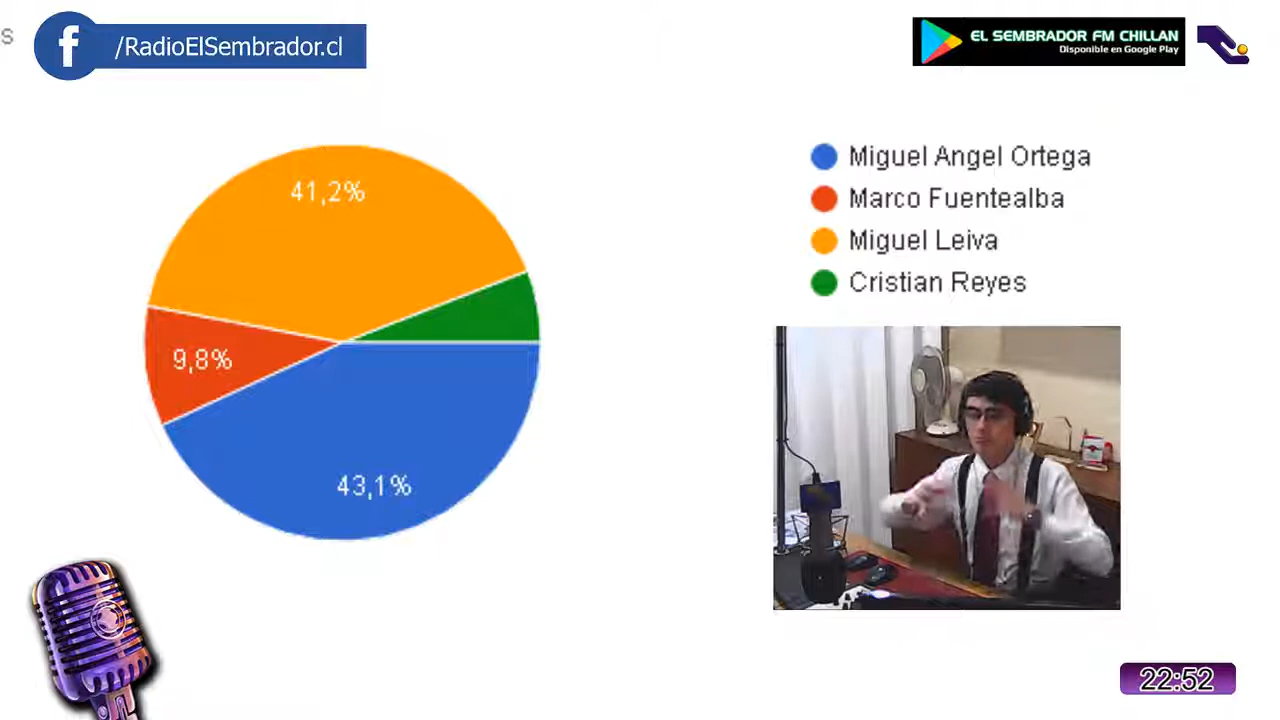 s
/RadioElSembrador.cl
EL SEMBRADOR FM CHILLAN
Disponible en Google Play
Miguel Angel Ortega
Marco Fuentealba
Miguel Leiva
Cristian Reyes
41,2%
9,8%
43,1%
22:52